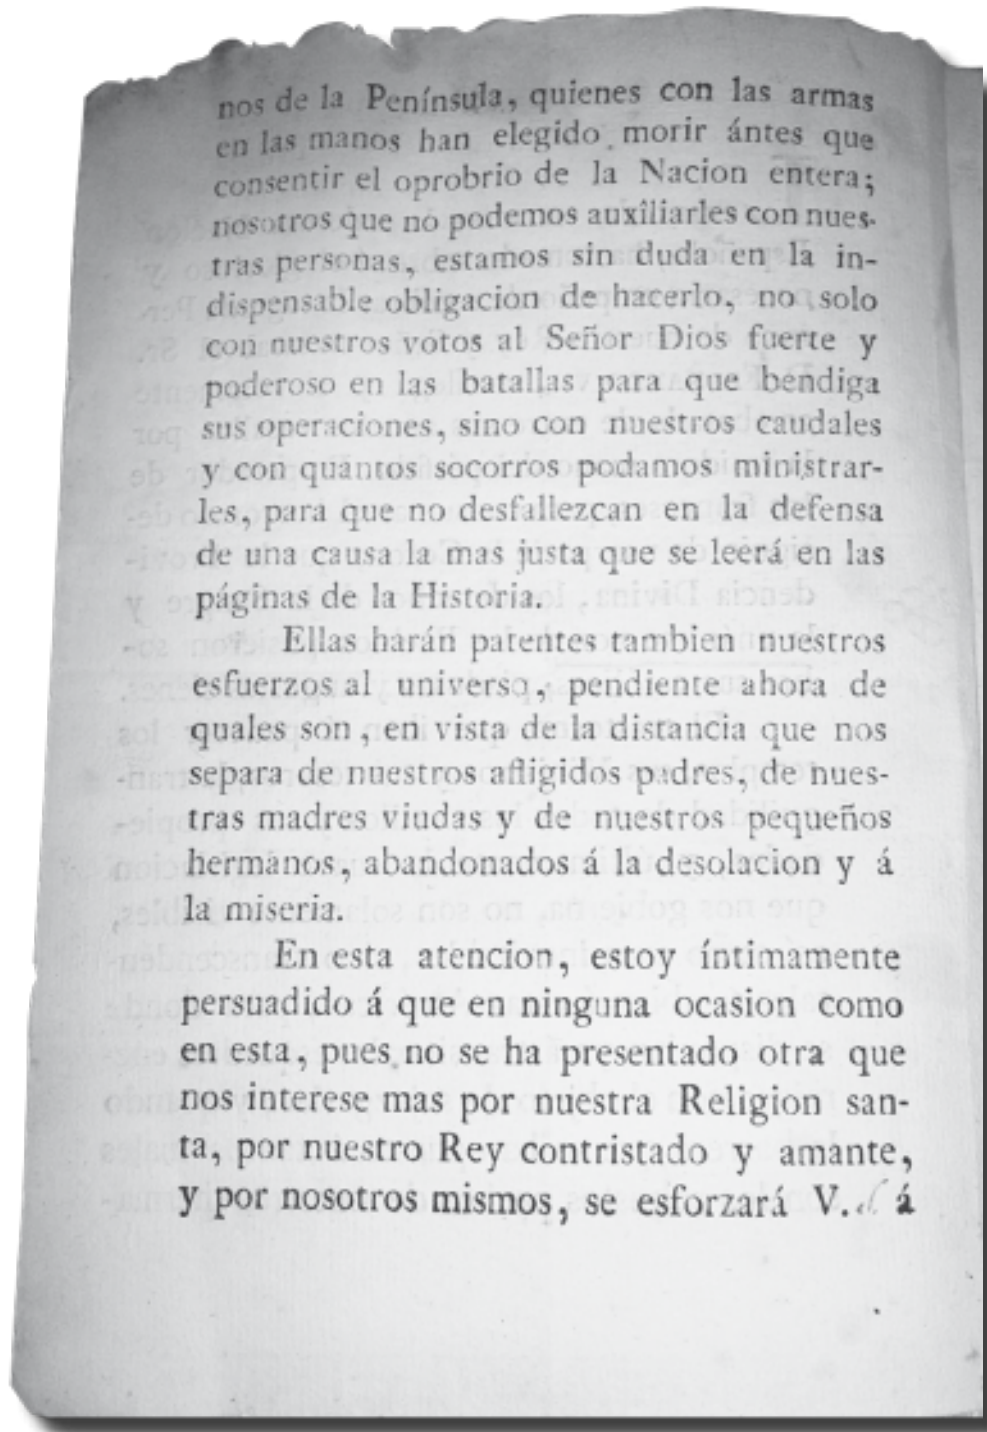 nos de la Península, quienes con las armas
en las manos han elegido morir ántes que
consentir el oprobrio de la Nacion entera;
nosotros que no podemos auxîliarles con nues-
tras personas, estamos sin duda en la in-
dispensable obligacion de hacerlo, no solo
con nuestros votos al Señor Dios fuerte y
poderoso en las batallas para que bendiga
sus operaciones, sino con nuestros caudales
y con quantos socorros podamos ministrar-
les, para que no desfallezcan en la defensa
de una causa la mas justa que se leerá en las
páginas de la Historia.
Ellas harán patentes tambien nuestros
esfuerzos al universo, pendiente ahora de
quales son, en vista de la distancia que nos
separa de nuestros afligidos padres, de nues-
tras madres viudas y de nuestros pequeños
hermanos, abandonados á la desolacion y á
la miseria.
En esta atencion, estoy íntimamente
persuadido á que en ninguna ocasion como
en esta, pues no se ha presentado otra que
nos interese mas por nuestra Religion san-
ta, por nuestro Rey contristado y amante,
y por nosotros mismos, se esforzará V. á